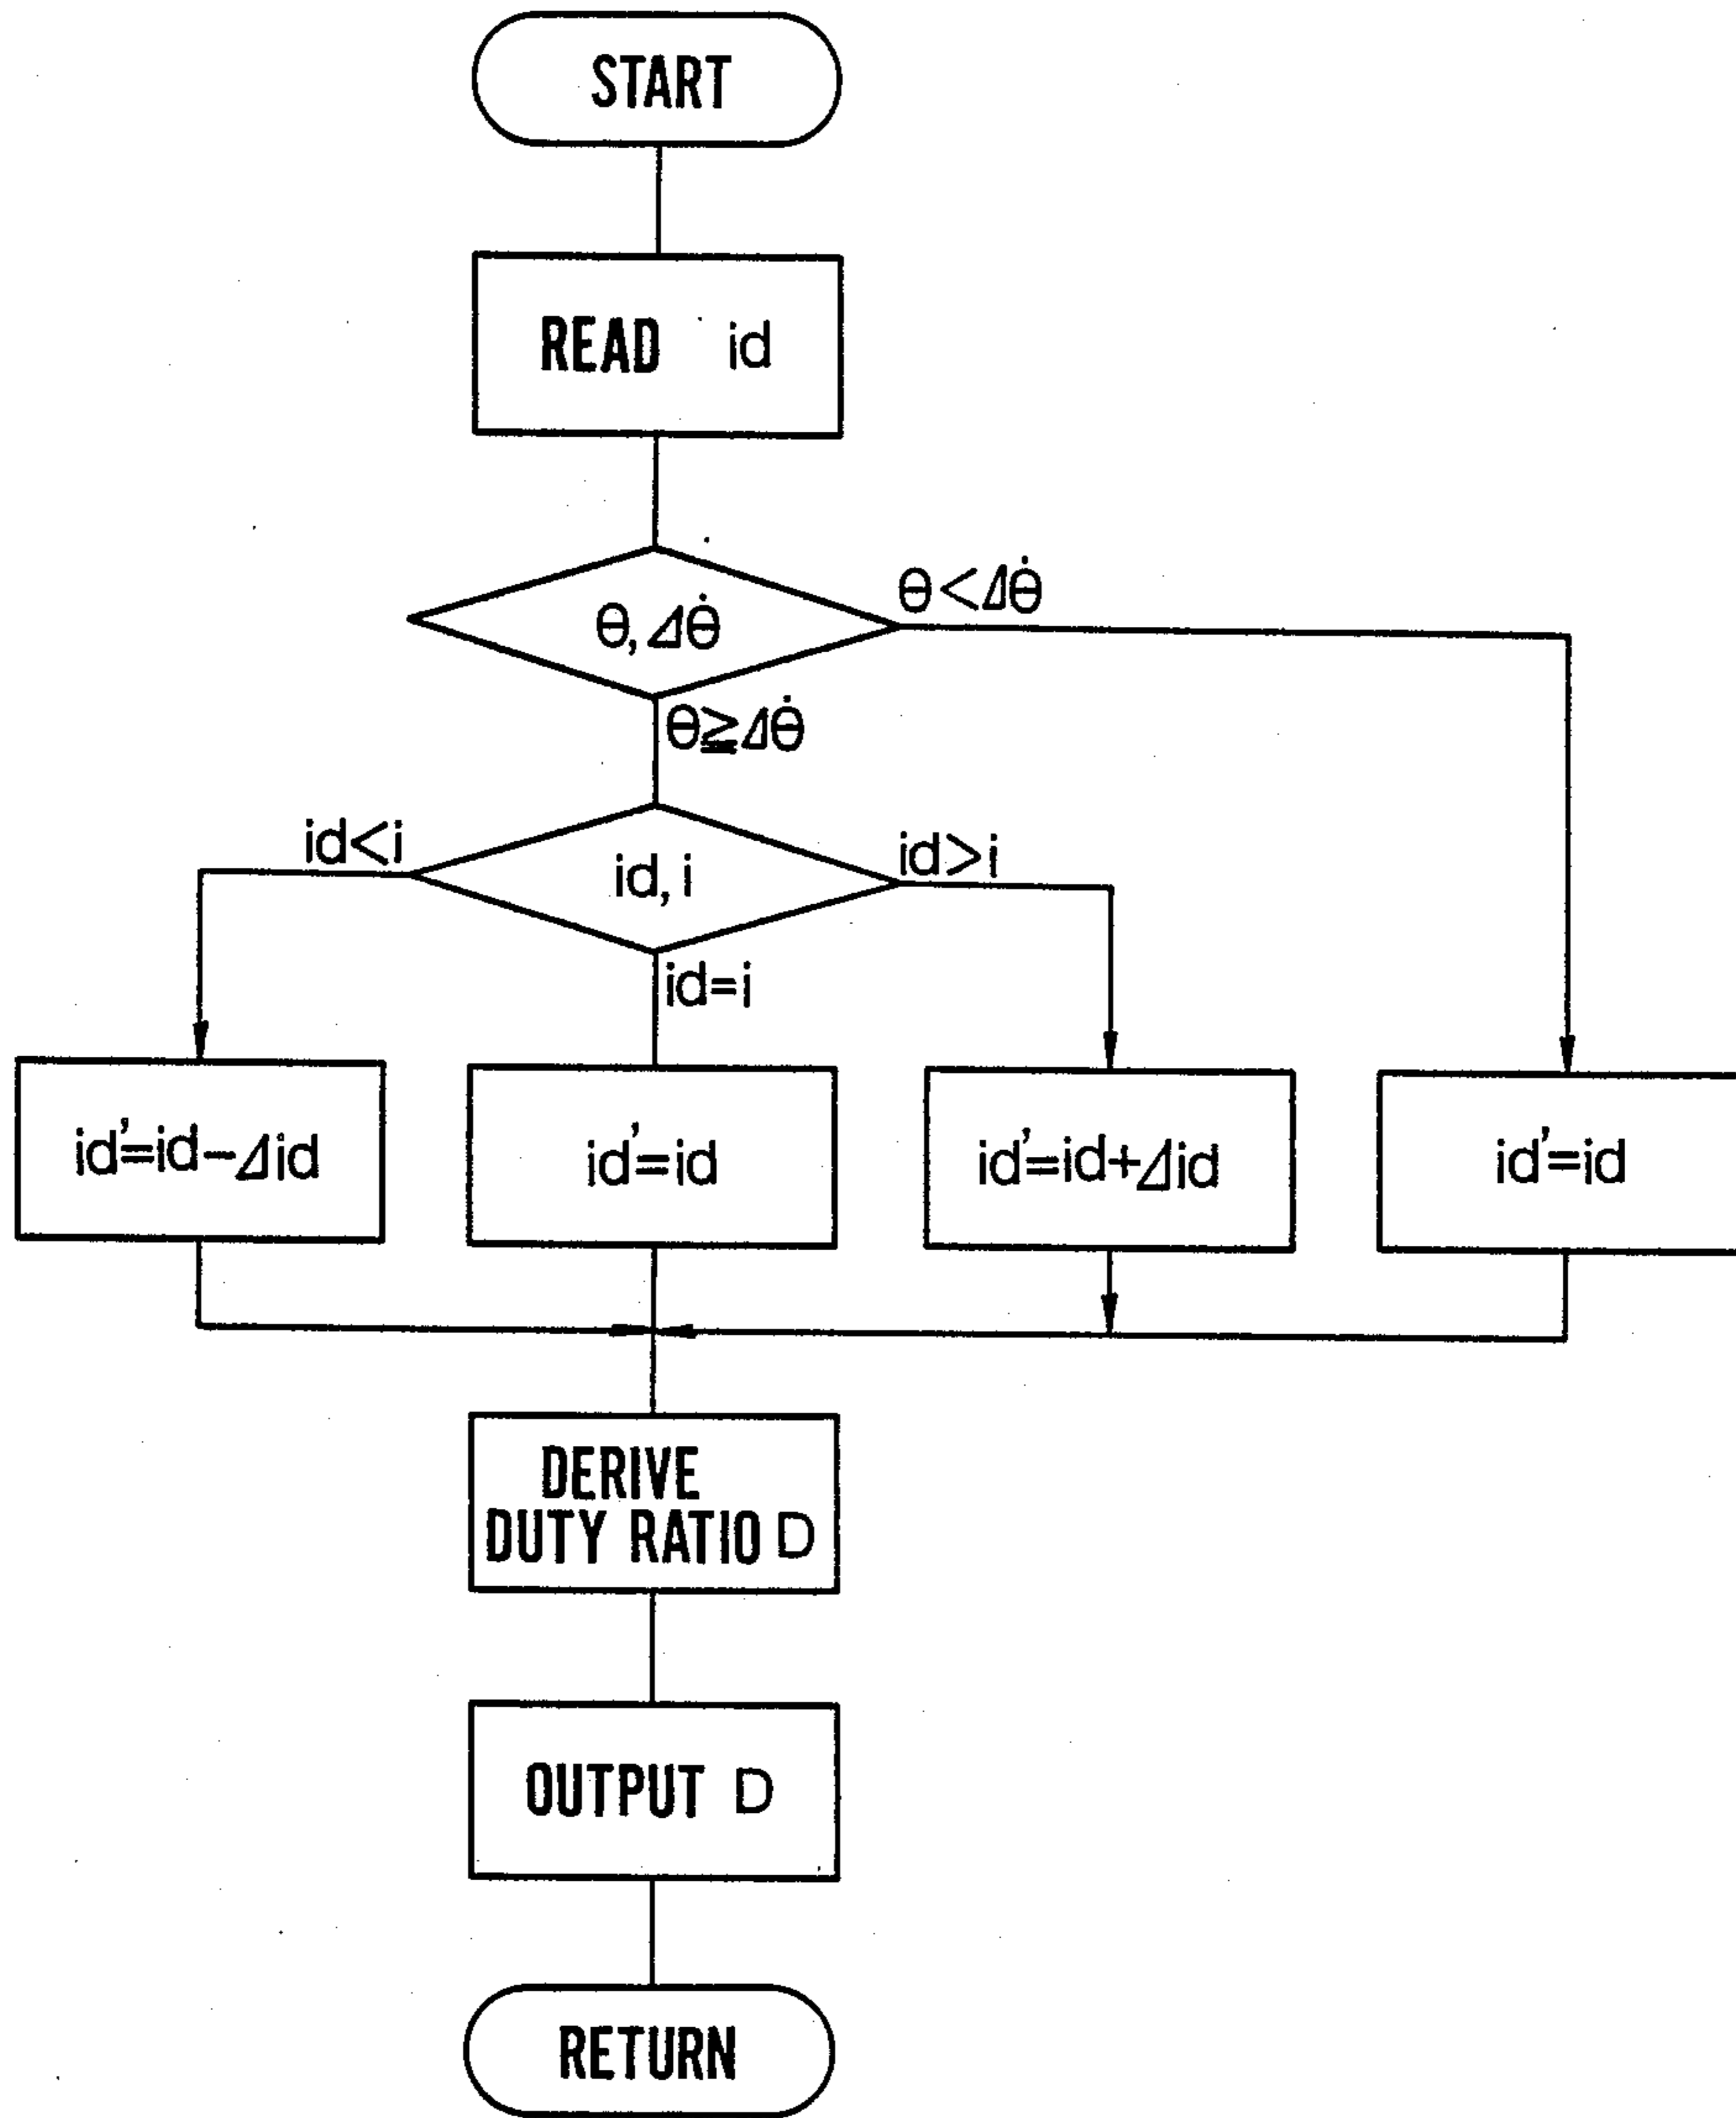 START
READ id
θ, Δθ̇
θ<Δθ̇
θ≧Δθ̇
id, i
id<i
id>i
id=i
id'=id-Δid
id'=id
id'=id+Δid
id'=id
DERIVE
DUTY RATIO D
OUTPUT D
RETURN